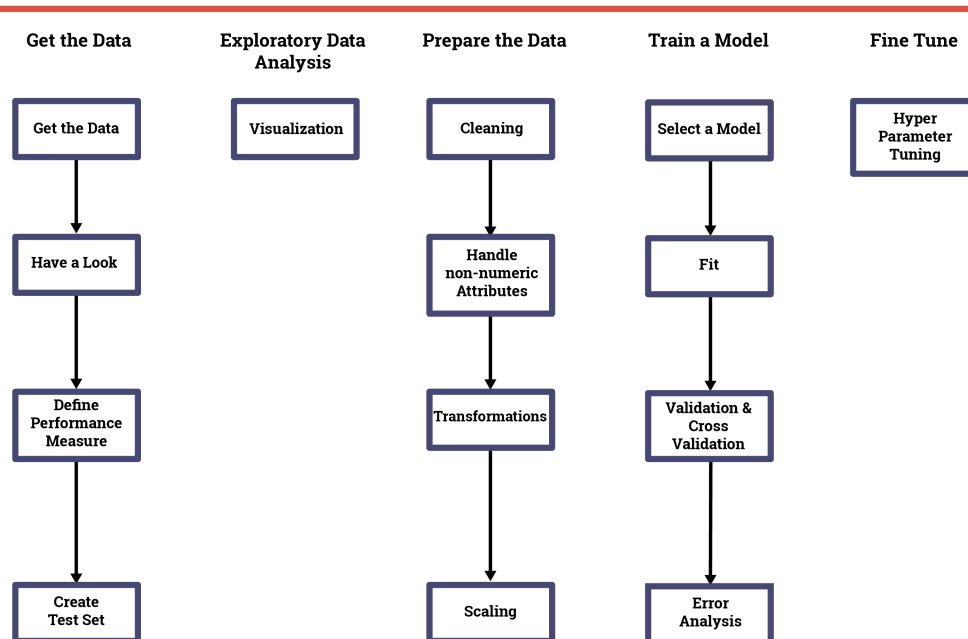 Get the Data
Exploratory Data
Analysis
Prepare the Data
Train a Model
Fine Tune
Get the Data
Visualization
Cleaning
Select a Model
Hyper
Parameter
Tuning
Have a Look
Handle
non-numeric
Attributes
Fit
Define
Performance
Measure
Transformations
Validation &
Cross
Validation
Create
Test Set
Scaling
Error
Analysis